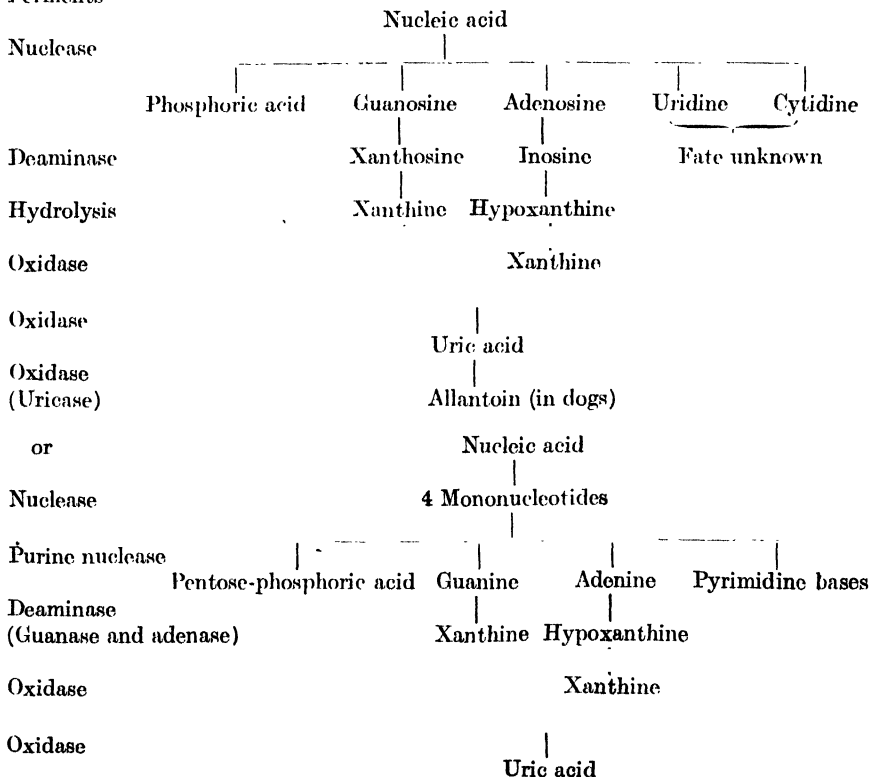 Ferments
Nucleic acid
Nuclease
Phosphoric acid Guanosine Adenosine Uridine Cytidine
Deaminase Xanthosine Inosine Fate unknown
Hydrolysis Xanthine Hypoxanthine
Oxidase Xanthine
Oxidase
Uric acid
Oxidase
(Uricase) Allantoin (in dogs)
or Nucleic acid
Nuclease 4 Mononucleotides
Purine nuclease
Pentose-phosphoric acid Guanine Adenine Pyrimidine bases
Deaminase
(Guanase and adenase) Xanthine Hypoxanthine
Oxidase Xanthine
Oxidase
Uric acid